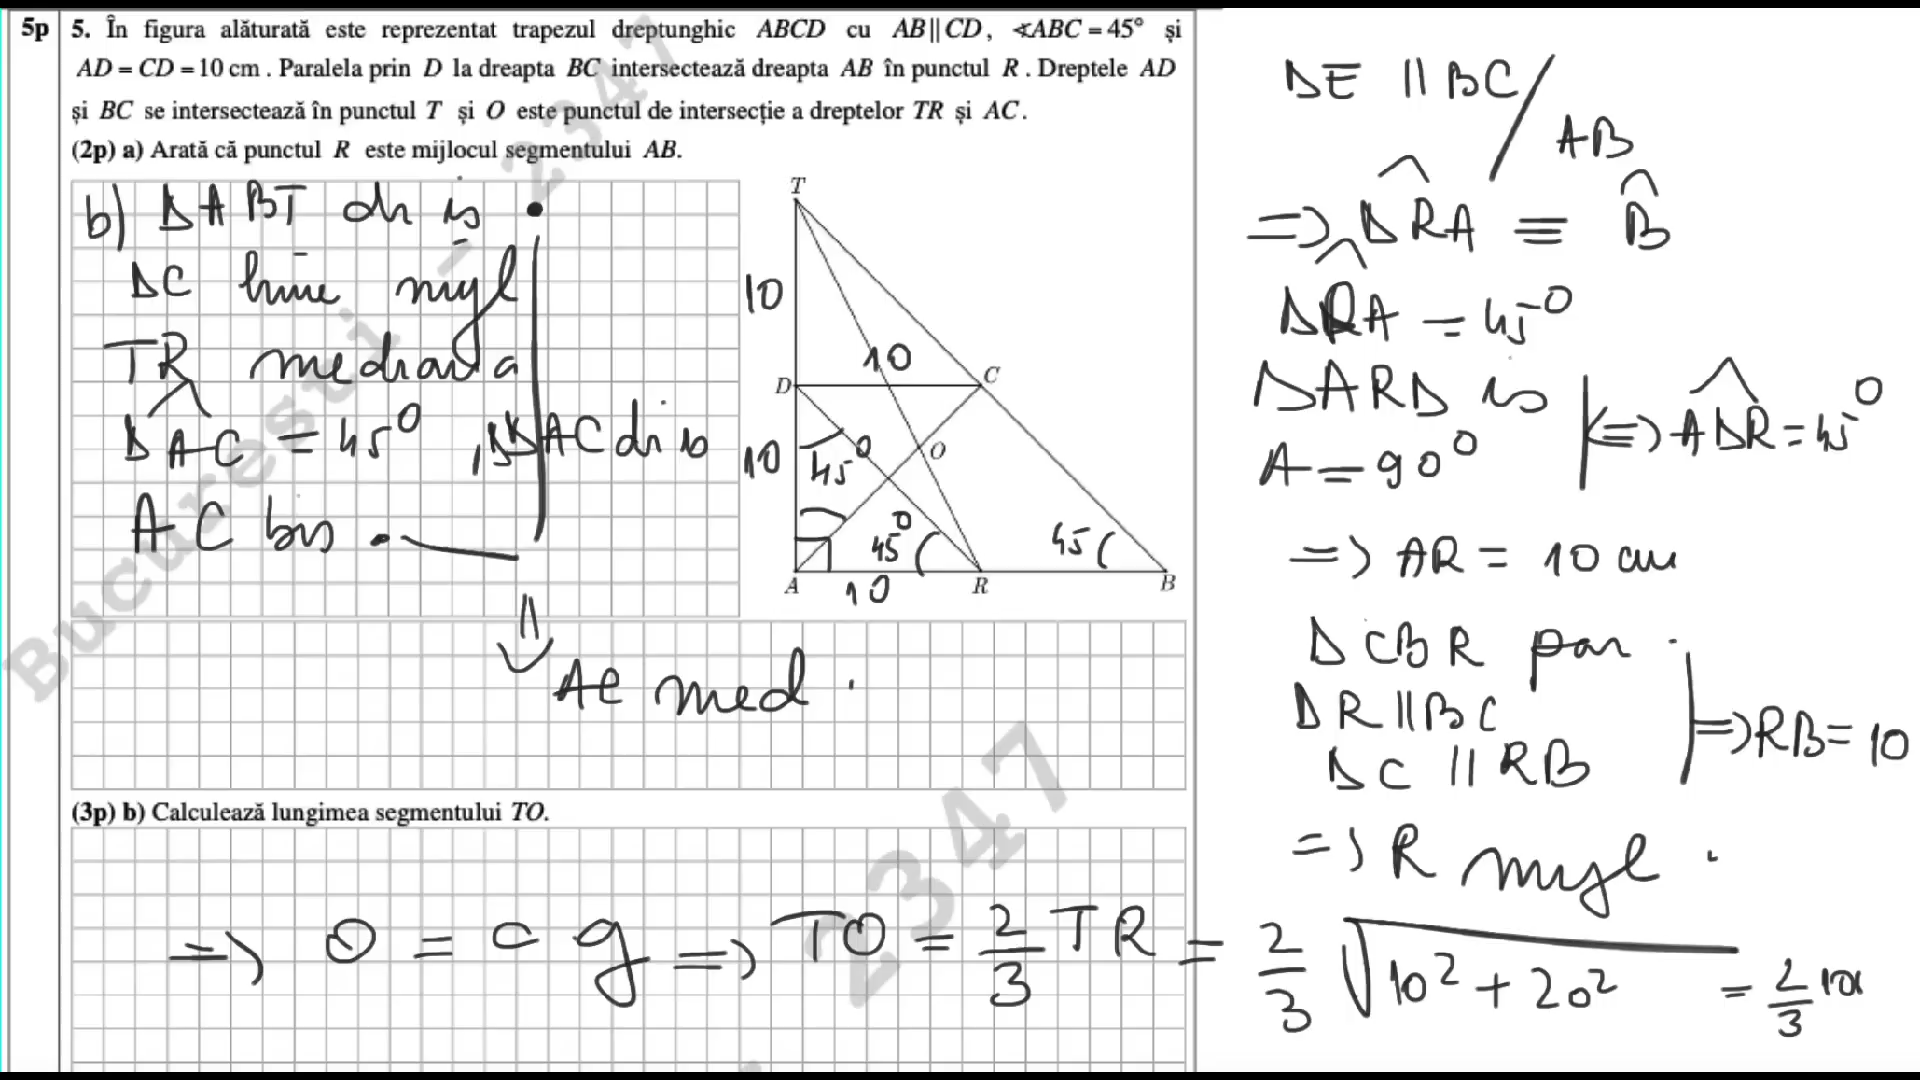 5p
5. În figura alăturată este reprezentat trapezul dreptunghic ABCD cu AB || CD, ∢ABC = 45° și
AD = CD = 10 cm. Paralela prin D la dreapta BC intersectează dreapta AB în punctul R. Dreptele AD
și BC se intersectează în punctul T și O este punctul de intersecție a dreptelor TR și AC.
(2p) a) Arată că punctul R este mijlocul segmentului AB.
b) ΔABT dr is
DC linie mijl
TR mediana
DAC = 45°, ΔDAC dr is
AC bis
⇓ AC med.
T
10
10
D
C
10
45°
O
45°
45
A
10
R
B
(3p) b) Calculează lungimea segmentului TO.
=> O = c g => TO = 2/3 TR = 2/3 √10² + 20² = 2/3 10
DE || BC / AB
=> DRA ≡ B
DRA = 45°
ΔARD is
A = 90° => ADR = 45°
=> AR = 10 cm
DCBR par.
DR || BC
DC || RB => RB = 10
=> R mijl.
Bucuresti - 2347
2347